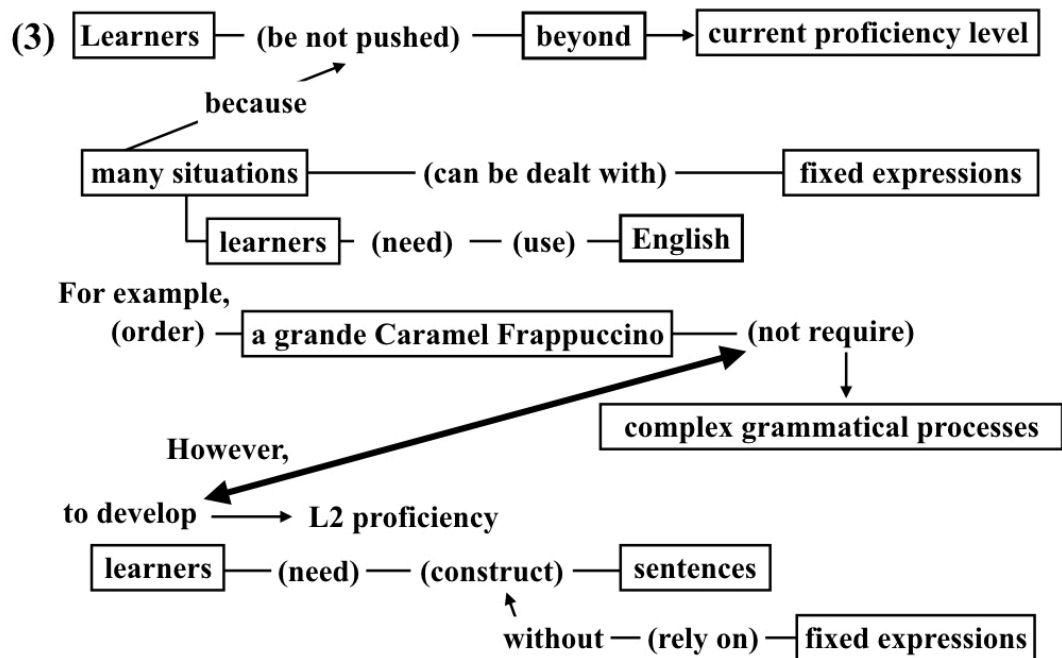 (3) Learners (be not pushed) beyond current proficiency level
because
many situations (can be dealt with) fixed expressions
learners (need) (use) English
For example,
(order) a grande Caramel Frappuccino (not require)
complex grammatical processes
However,
to develop L2 proficiency
learners (need) (construct) sentences
without (rely on) fixed expressions